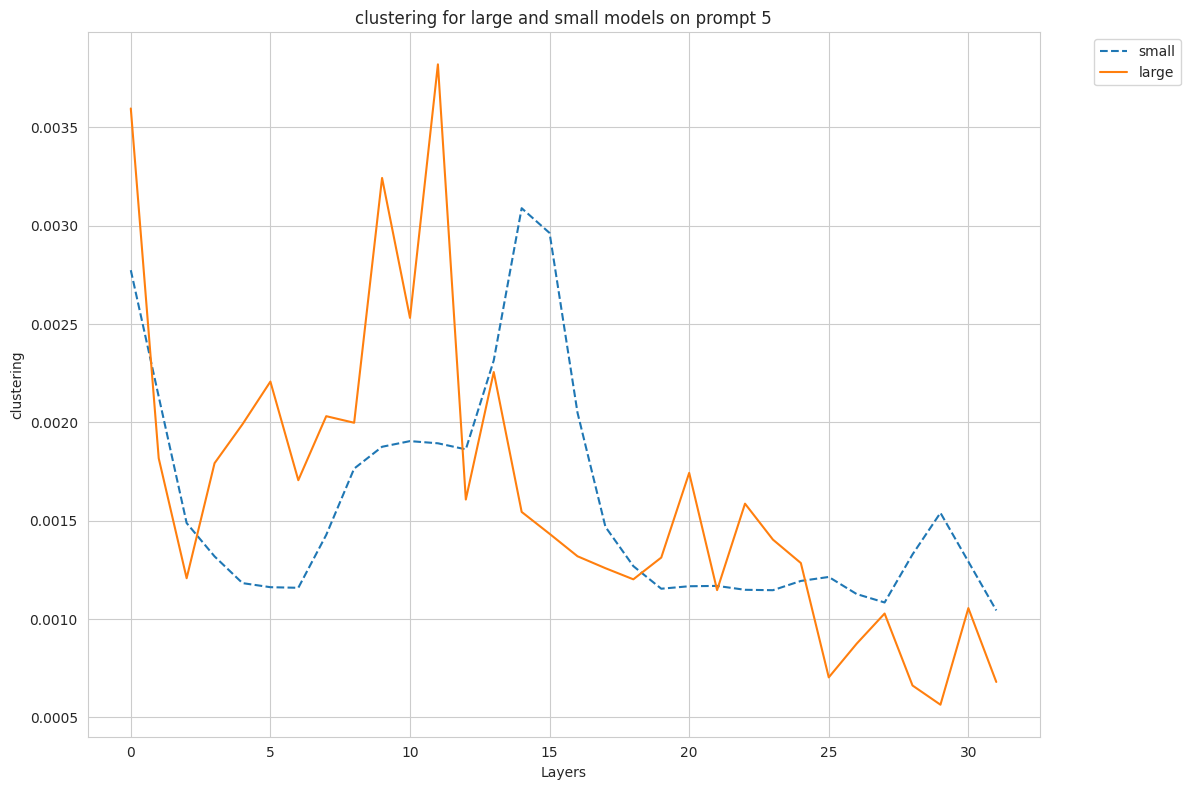 clustering for large and small models on prompt 5
small
large
0.0035
0.0030
0.0025
0.0020
0.0015
0.0010
0.0005
clustering
0 5 10 15 20 25 30
Layers